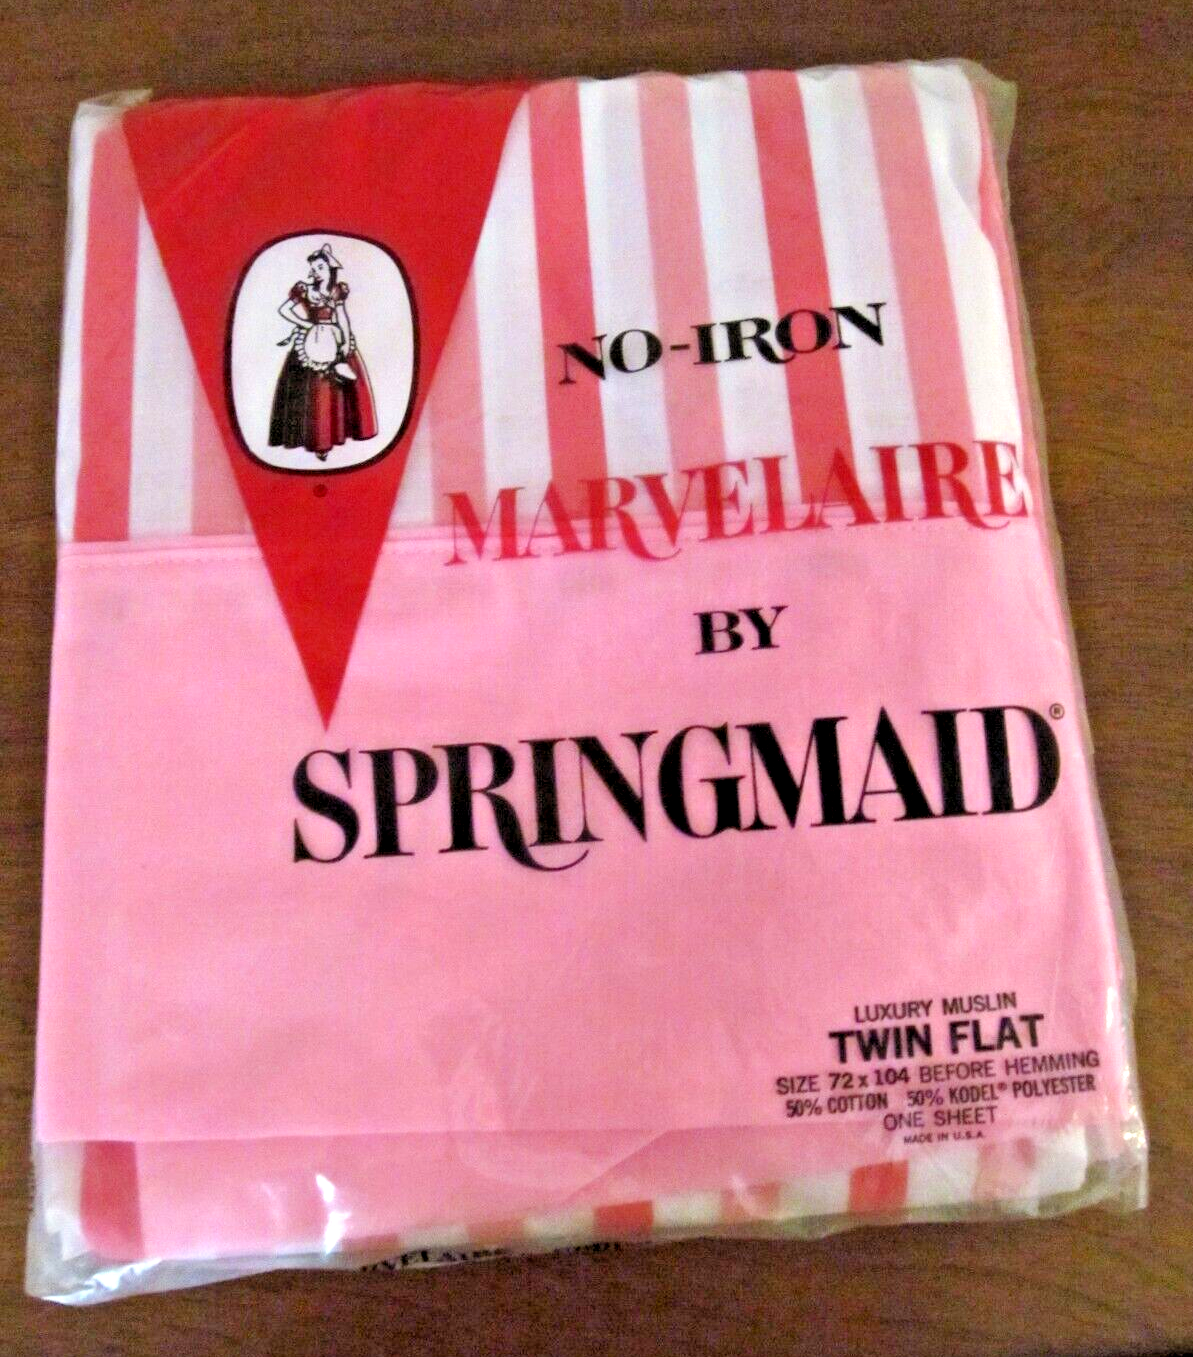 NO-IRON
MARVELAIRE
BY
SPRINGMAID®
®
LUXURY MUSLIN
TWIN FLAT
SIZE 72 x 104 BEFORE HEMMING
50% COTTON 50% KODEL® POLYESTER
ONE SHEET
MADE IN U.S.A.